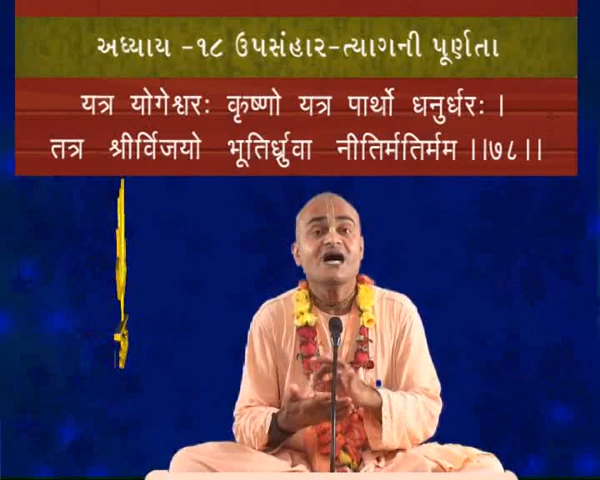 અધ્યાય -૧૮ ઉપસંહાર-ત્યાગની પૂર્ણતા
यत्र योगेश्वरः कृष्णो यत्र पार्थो धनुर्धरः ।
तत्र श्रीर्विजयो भूतिर्ध्रुवा नीतिर्मतिर्मम ।।७८।।